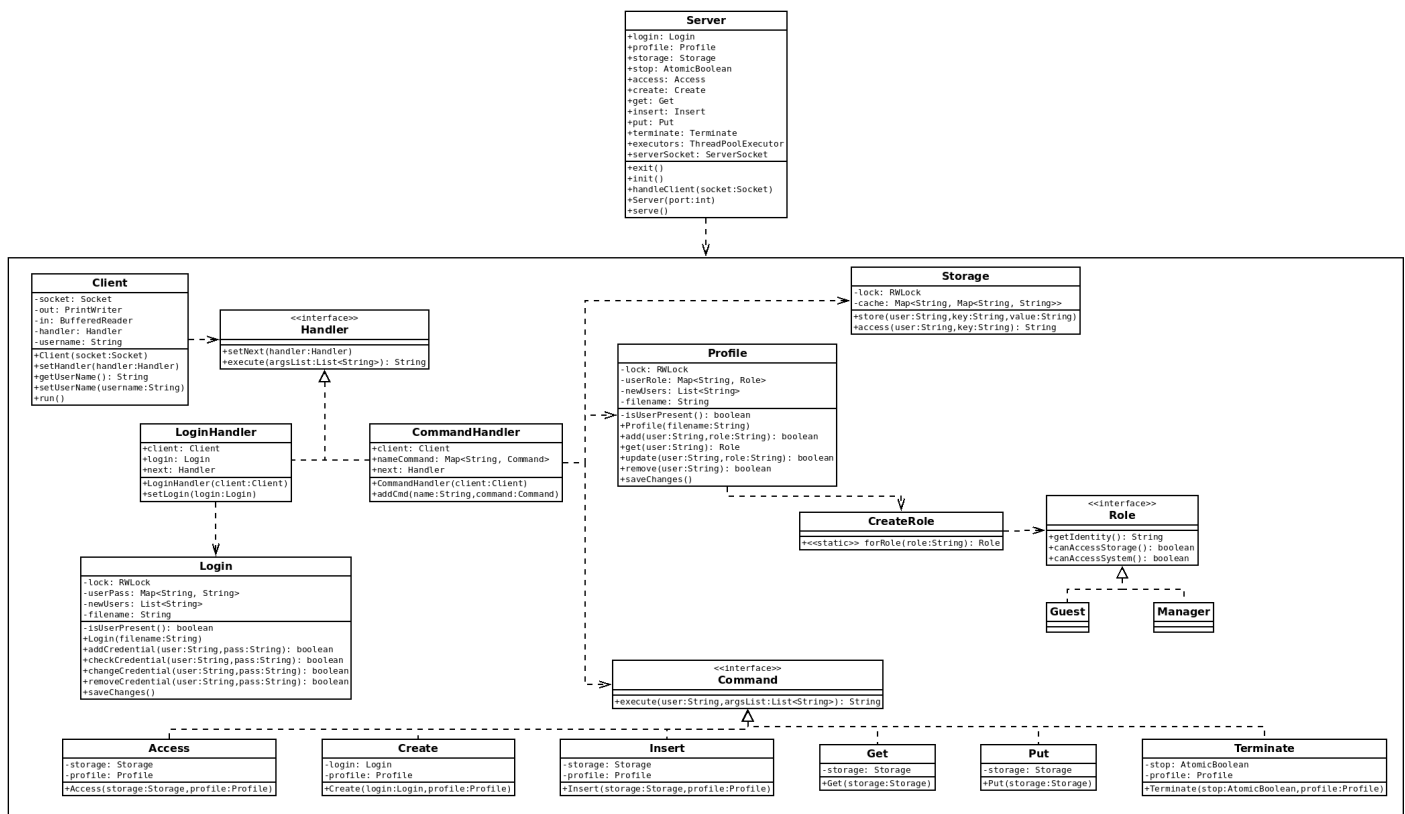 Server
+login: Login
+profile: Profile
+storage: Storage
+stop: AtomicBoolean
+access: Access
+create: Create
+get: Get
+insert: Insert
+put: Put
+terminate: Terminate
+executors: ThreadPoolExecutor
+serverSocket: ServerSocket
+exit()
+init()
+handleClient(socket:Socket)
+Server(port:int)
+serve()
Client
-socket: Socket
-out: PrintWriter
-in: BufferedReader
-handler: Handler
-username: String
+Client(socket:Socket)
+setHandler(handler:Handler)
+getUserName(): String
+setUserName(username:String)
+run()
<<interface>>
Handler
+setNext(handler:Handler)
+execute(argsList:List<String>): String
Storage
-lock: RWLock
-cache: Map<String, Map<String, String>>
+store(user:String,key:String,value:String)
+access(user:String,key:String): String
Profile
-lock: RWLock
-userRole: Map<String, Role>
-newUsers: List<String>
-filename: String
-isUserPresent(): boolean
+Profile(filename:String)
+add(user:String,role:String): boolean
+get(user:String): Role
+update(user:String,role:String): boolean
+remove(user:String): boolean
+saveChanges()
LoginHandler
+client: Client
+login: Login
+next: Handler
+LoginHandler(client:Client)
+setLogin(login:Login)
CommandHandler
+client: Client
+nameCommand: Map<String, Command>
+next: Handler
+CommandHandler(client:Client)
+addCmd(name:String,command:Command)
CreateRole
+<<static>> forRole(role:String): Role
<<interface>>
Role
+getIdentity(): String
+canAccessStorage(): boolean
+canAccessSystem(): boolean
Guest
Manager
Login
-lock: RWLock
-userPass: Map<String, String>
-newUsers: List<String>
-filename: String
-isUserPresent(): boolean
+Login(filename:String)
+addCredential(user:String,pass:String): boolean
+checkCredential(user:String,pass:String): boolean
+changeCredential(user:String,pass:String): boolean
+removeCredential(user:String,pass:String): boolean
+saveChanges()
<<interface>>
Command
+execute(user:String,argsList:List<String>): String
Access
-storage: Storage
-profile: Profile
+Access(storage:Storage,profile:Profile)
Create
-login: Login
-profile: Profile
+Create(login:Login,profile:Profile)
Insert
-storage: Storage
-profile: Profile
+Insert(storage:Storage,profile:Profile)
Get
-storage: Storage
+Get(storage:Storage)
Put
-storage: Storage
+Put(storage:Storage)
Terminate
-stop: AtomicBoolean
-profile: Profile
+Terminate(stop:AtomicBoolean,profile:Profile)